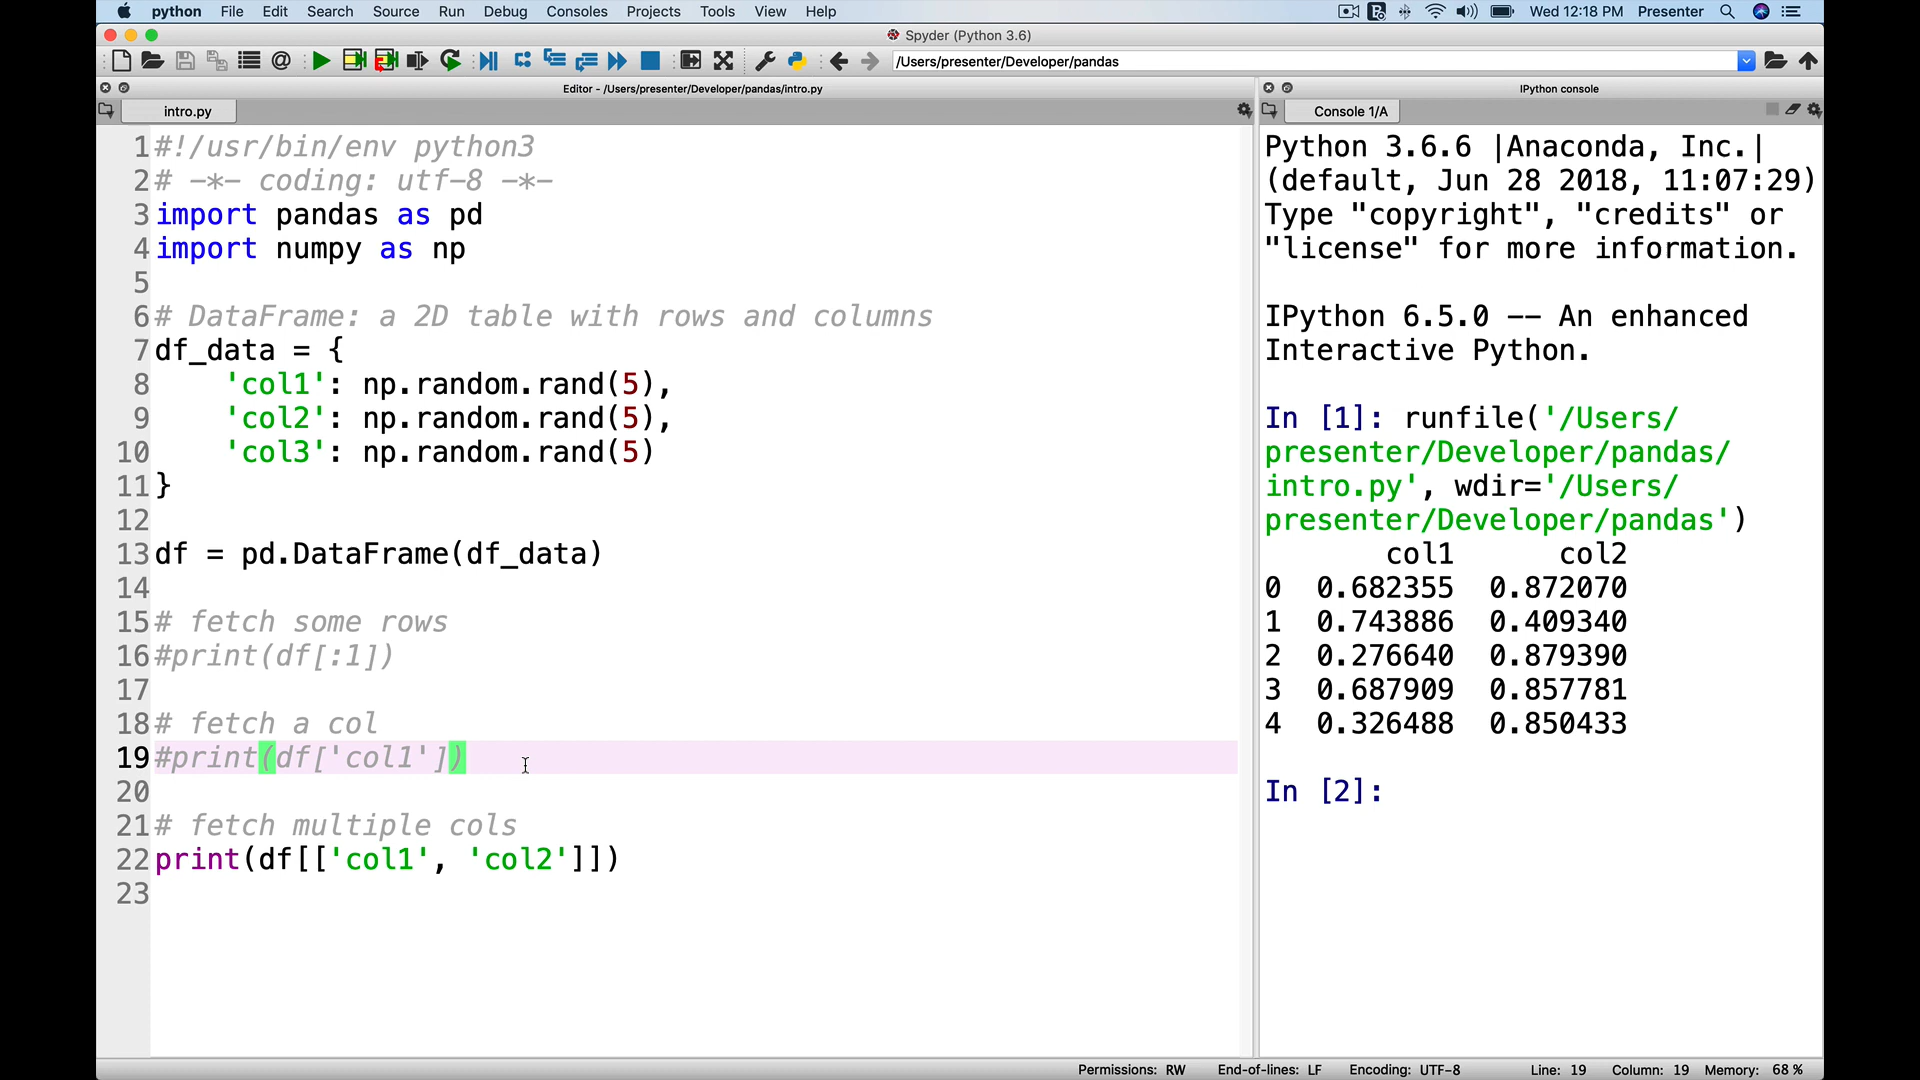 python File Edit Search Source Run Debug Consoles Projects Tools View Help Wed 12:18 PM Presenter
Spyder (Python 3.6)
/Users/presenter/Developer/pandas
Editor - /Users/presenter/Developer/pandas/intro.py
intro.py
1 #!/usr/bin/env python3
2 # -*- coding: utf-8 -*-
3 import pandas as pd
4 import numpy as np
5
6 # DataFrame: a 2D table with rows and columns
7 df_data = {
8     'col1': np.random.rand(5),
9     'col2': np.random.rand(5),
10     'col3': np.random.rand(5)
11 }
12
13 df = pd.DataFrame(df_data)
14
15 # fetch some rows
16 #print(df[:1])
17
18 # fetch a col
19 #print(df['col1'])
20
21 # fetch multiple cols
22 print(df[['col1', 'col2']])
23
IPython console
Console 1/A
Python 3.6.6 |Anaconda, Inc.|
(default, Jun 28 2018, 11:07:29)
Type "copyright", "credits" or
"license" for more information.
IPython 6.5.0 -- An enhanced
Interactive Python.
In [1]: runfile('/Users/
presenter/Developer/pandas/
intro.py', wdir='/Users/
presenter/Developer/pandas')
col1 col2
0 0.682355 0.872070
1 0.743886 0.409340
2 0.276640 0.879390
3 0.687909 0.857781
4 0.326488 0.850433
In [2]:
Permissions: RW End-of-lines: LF Encoding: UTF-8 Line: 19 Column: 19 Memory: 68 %